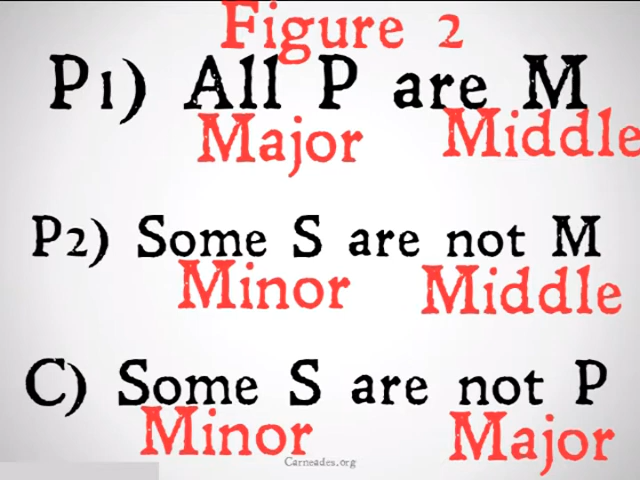 Figure 2
P1) All P are M
Major Middle
P2) Some S are not M
Minor Middle
C) Some S are not P
Minor Major
Carneades.org